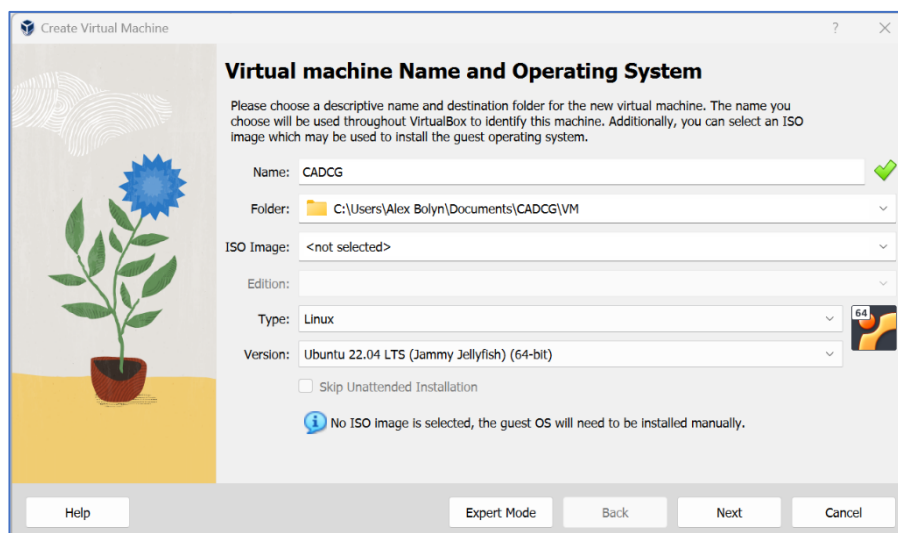 Create Virtual Machine
?
Virtual machine Name and Operating System
Please choose a descriptive name and destination folder for the new virtual machine. The name you
choose will be used throughout VirtualBox to identify this machine. Additionally, you can select an ISO
image which may be used to install the guest operating system.
Name: CADCG
Folder: C:\Users\Alex Bolyn\Documents\CADCG\VM
ISO Image: <not selected>
Edition:
Type: Linux
64
Version: Ubuntu 22.04 LTS (Jammy Jellyfish) (64-bit)
Skip Unattended Installation
No ISO image is selected, the guest OS will need to be installed manually.
Help Expert Mode Back Next Cancel